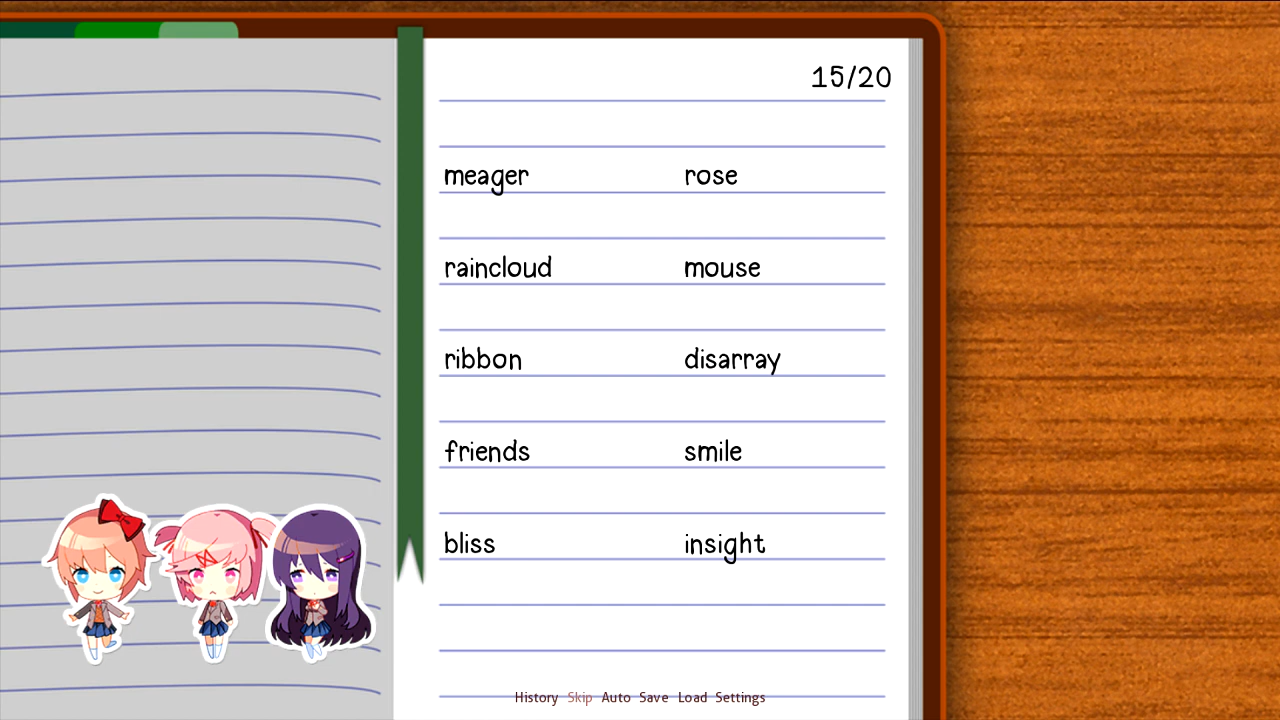 15/20
meager rose
raincloud mouse
ribbon disarray
friends smile
bliss insight
History Skip Auto Save Load Settings